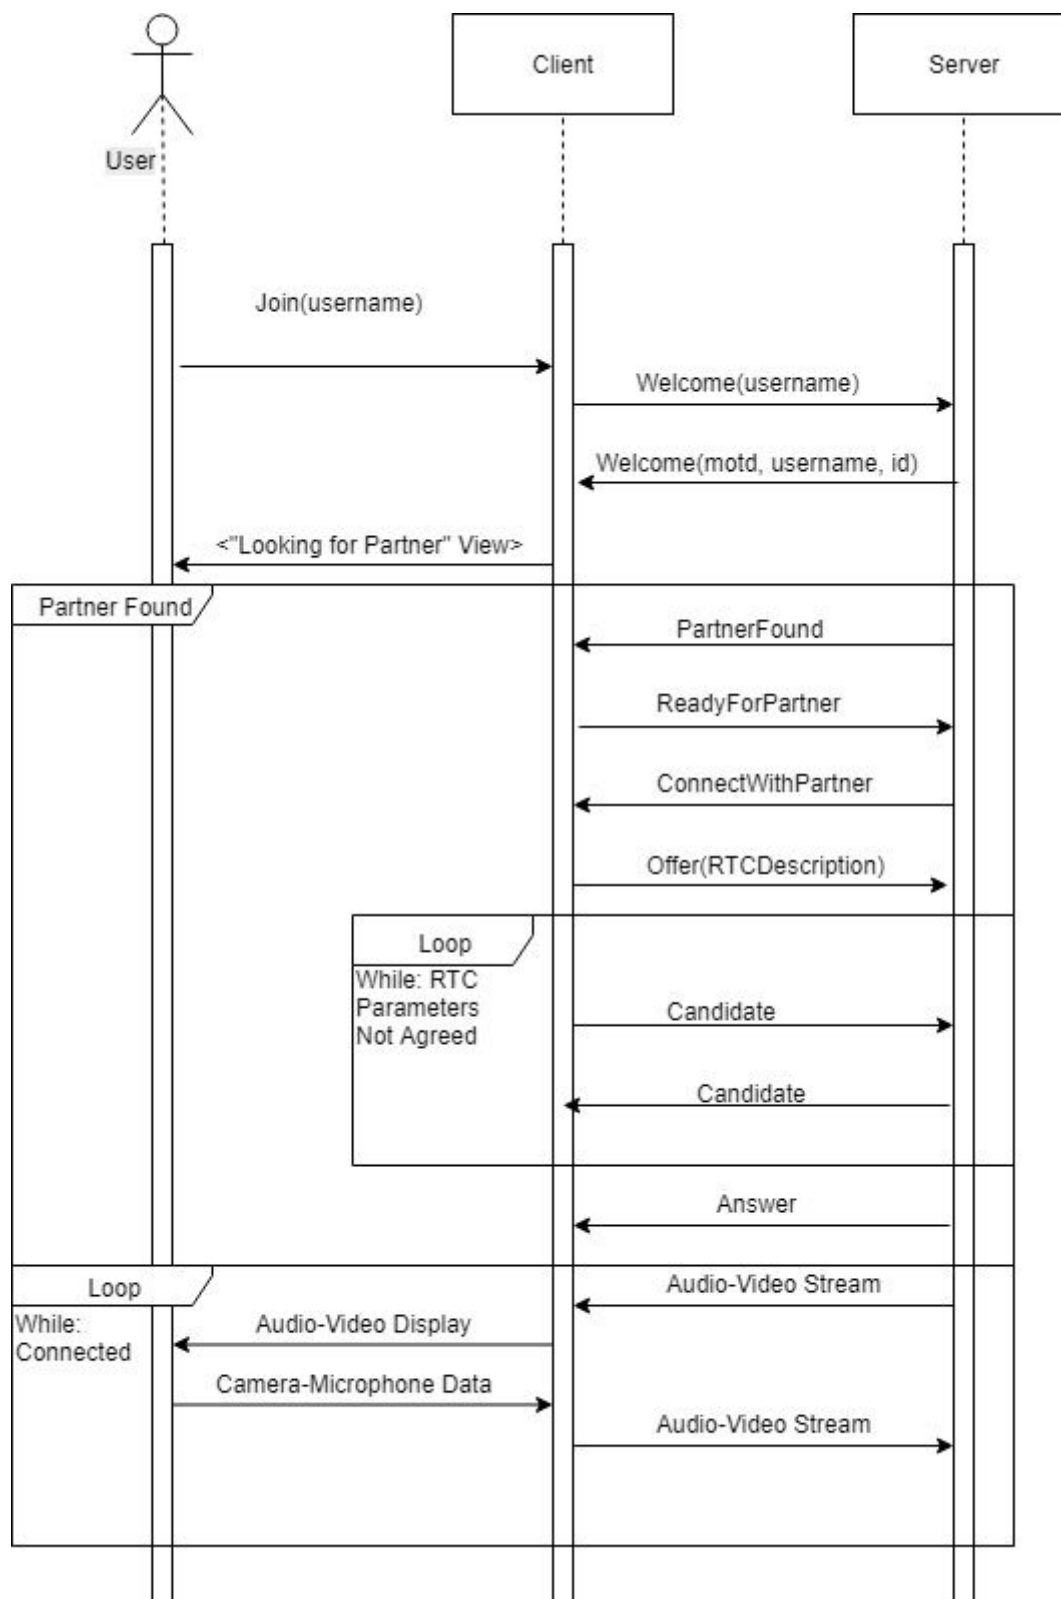 Client
Server
User
Join(username)
Welcome(username)
Welcome(motd, username, id)
<"Looking for Partner" View>
Partner Found
PartnerFound
ReadyForPartner
ConnectWithPartner
Offer(RTCDescription)
Loop
While: RTC
Parameters
Not Agreed
Candidate
Candidate
Answer
Loop
While:
Connected
Audio-Video Stream
Audio-Video Display
Camera-Microphone Data
Audio-Video Stream